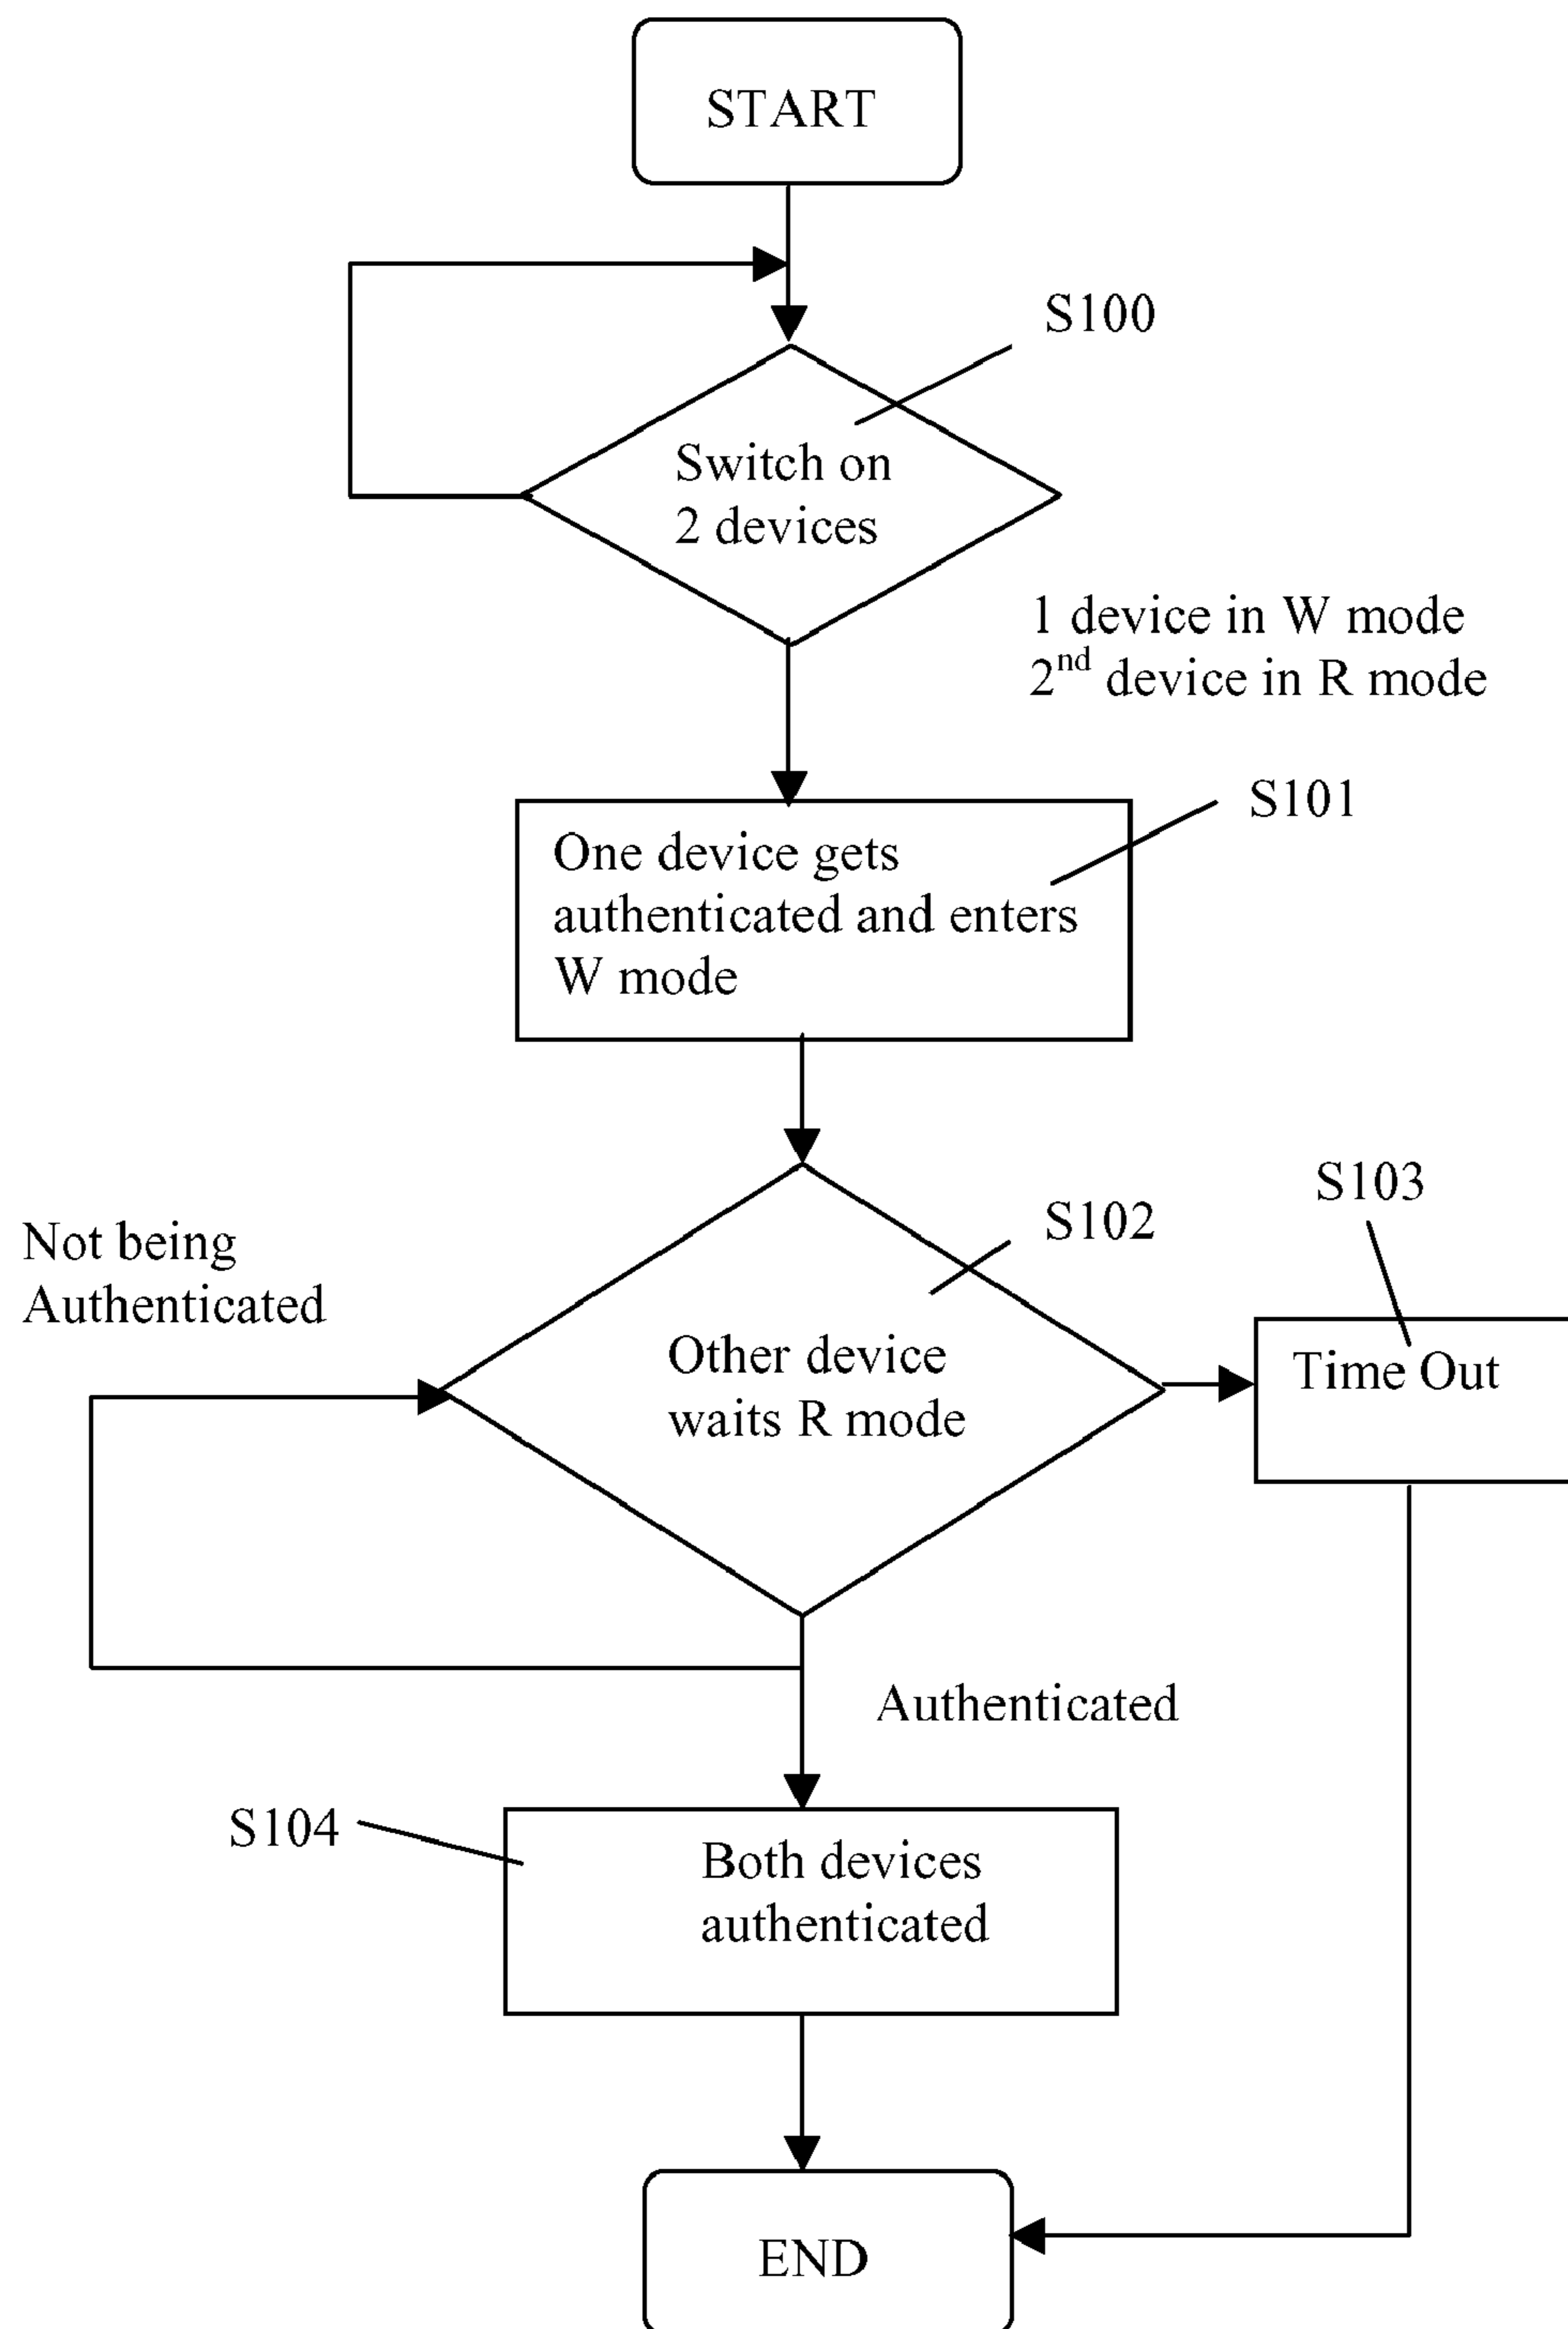 START
S100
Switch on
2 devices
1 device in W mode
2nd device in R mode
S101
One device gets
authenticated and enters
W mode
S103
S102
Not being
Authenticated
Other device
waits R mode
Time Out
Authenticated
S104
Both devices
authenticated
END